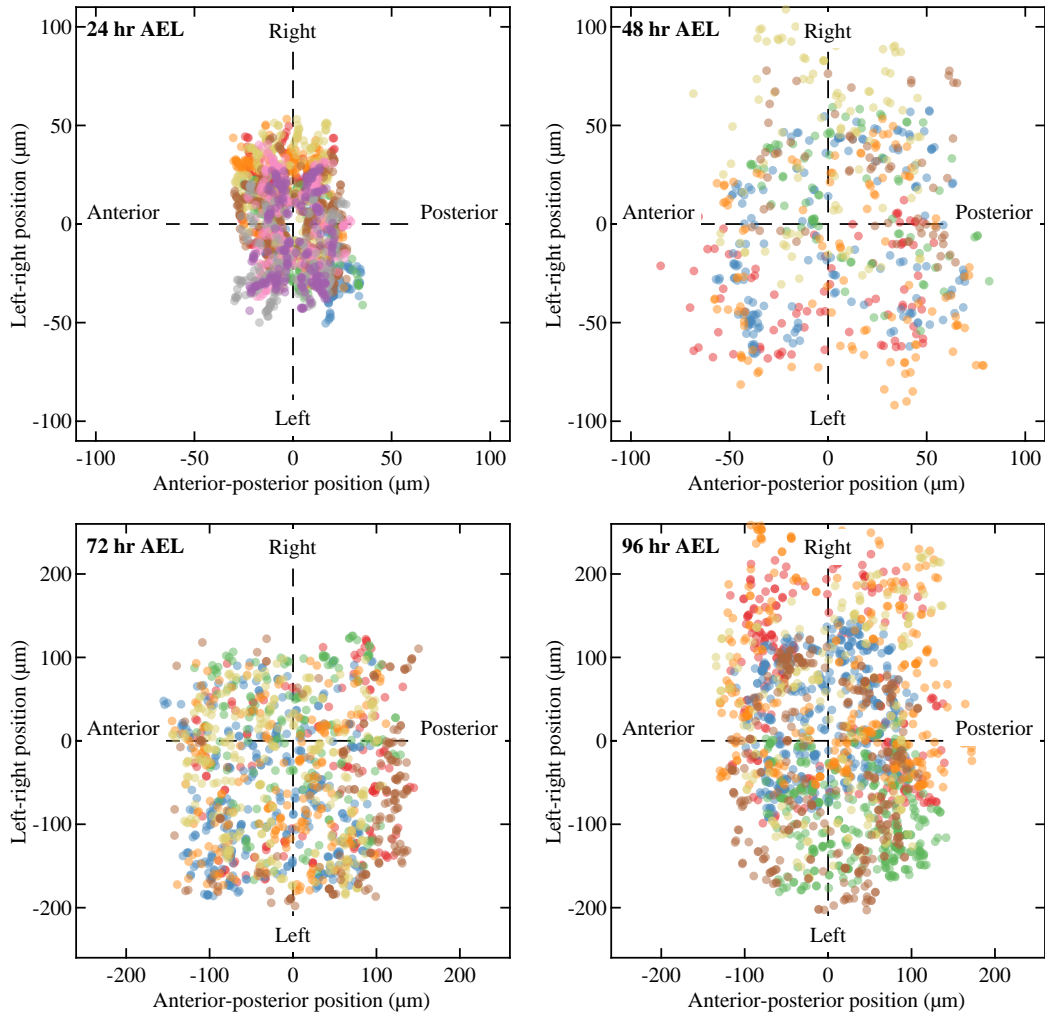 24 hr AEL
Right
100
50
0
-50
-100
Left-right position (µm)
Anterior
Posterior
Left
-100
-50
0
50
100
Anterior-posterior position (µm)
48 hr AEL
Right
100
50
0
-50
-100
Left-right position (µm)
Anterior
Posterior
Left
-100
-50
0
50
100
Anterior-posterior position (µm)
72 hr AEL
Right
200
100
0
-100
-200
Left-right position (µm)
Anterior
Posterior
Left
-200
-100
0
100
200
Anterior-posterior position (µm)
96 hr AEL
Right
200
100
0
-100
-200
Left-right position (µm)
Anterior
Posterior
Left
-200
-100
0
100
200
Anterior-posterior position (µm)